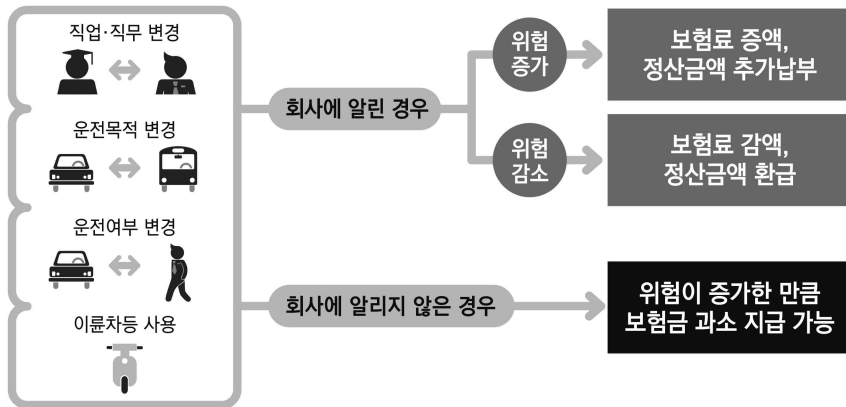 직업·직무 변경
운전목적 변경
운전여부 변경
이륜차등 사용
회사에 알린 경우
위험
증가
보험료 증액,
정산금액 추가납부
위험
감소
보험료 감액,
정산금액 환급
회사에 알리지 않은 경우
위험이 증가한 만큼
보험금 과소 지급 가능